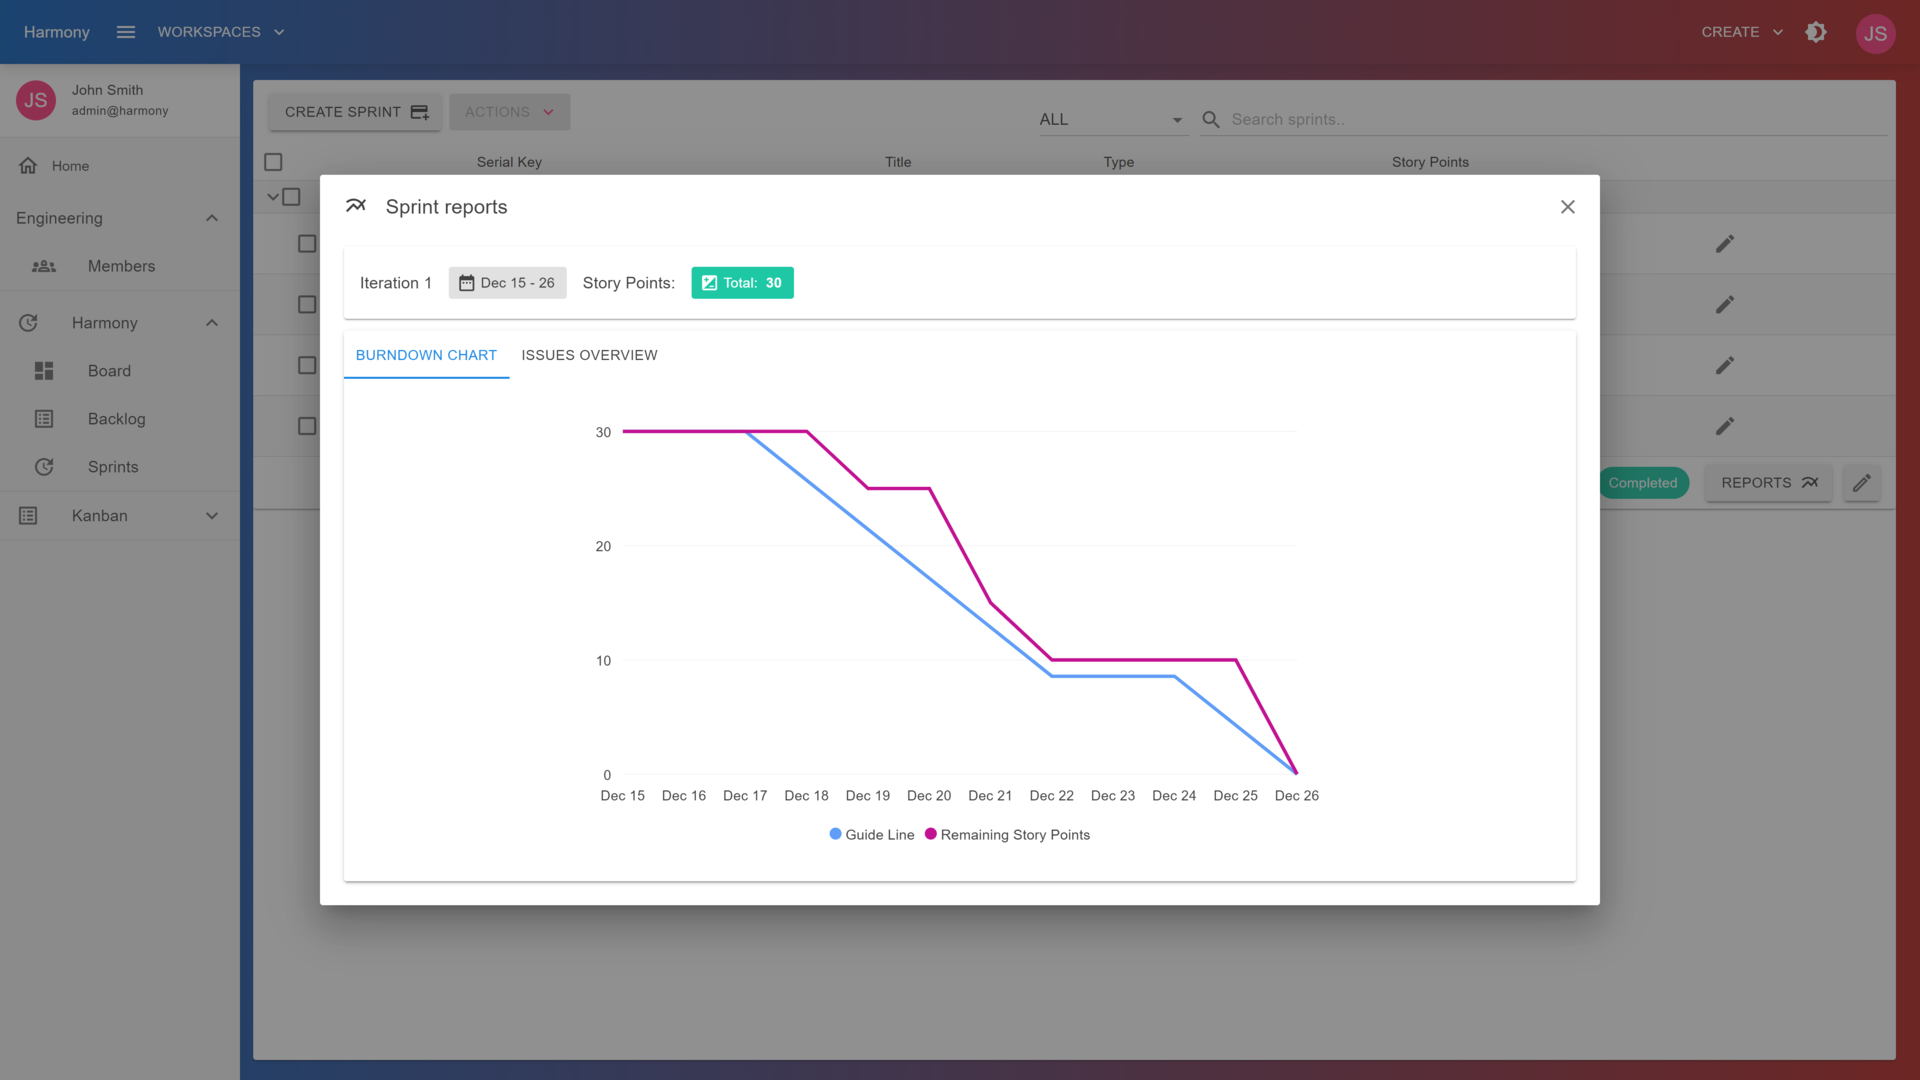 Harmony
WORKSPACES
CREATE
JS
JS
John Smith
admin@harmony
Home
Engineering
Members
Harmony
Board
Backlog
Sprints
Kanban
CREATE SPRINT
ACTIONS
ALL
Search sprints..
Serial Key
Title
Type
Story Points
Sprint reports
Iteration 1
Dec 15 - 26
Story Points:
Total: 30
BURNDOWN CHART
ISSUES OVERVIEW
30
20
10
0
Dec 15
Dec 16
Dec 17
Dec 18
Dec 19
Dec 20
Dec 21
Dec 22
Dec 23
Dec 24
Dec 25
Dec 26
Guide Line
Remaining Story Points
Completed
REPORTS